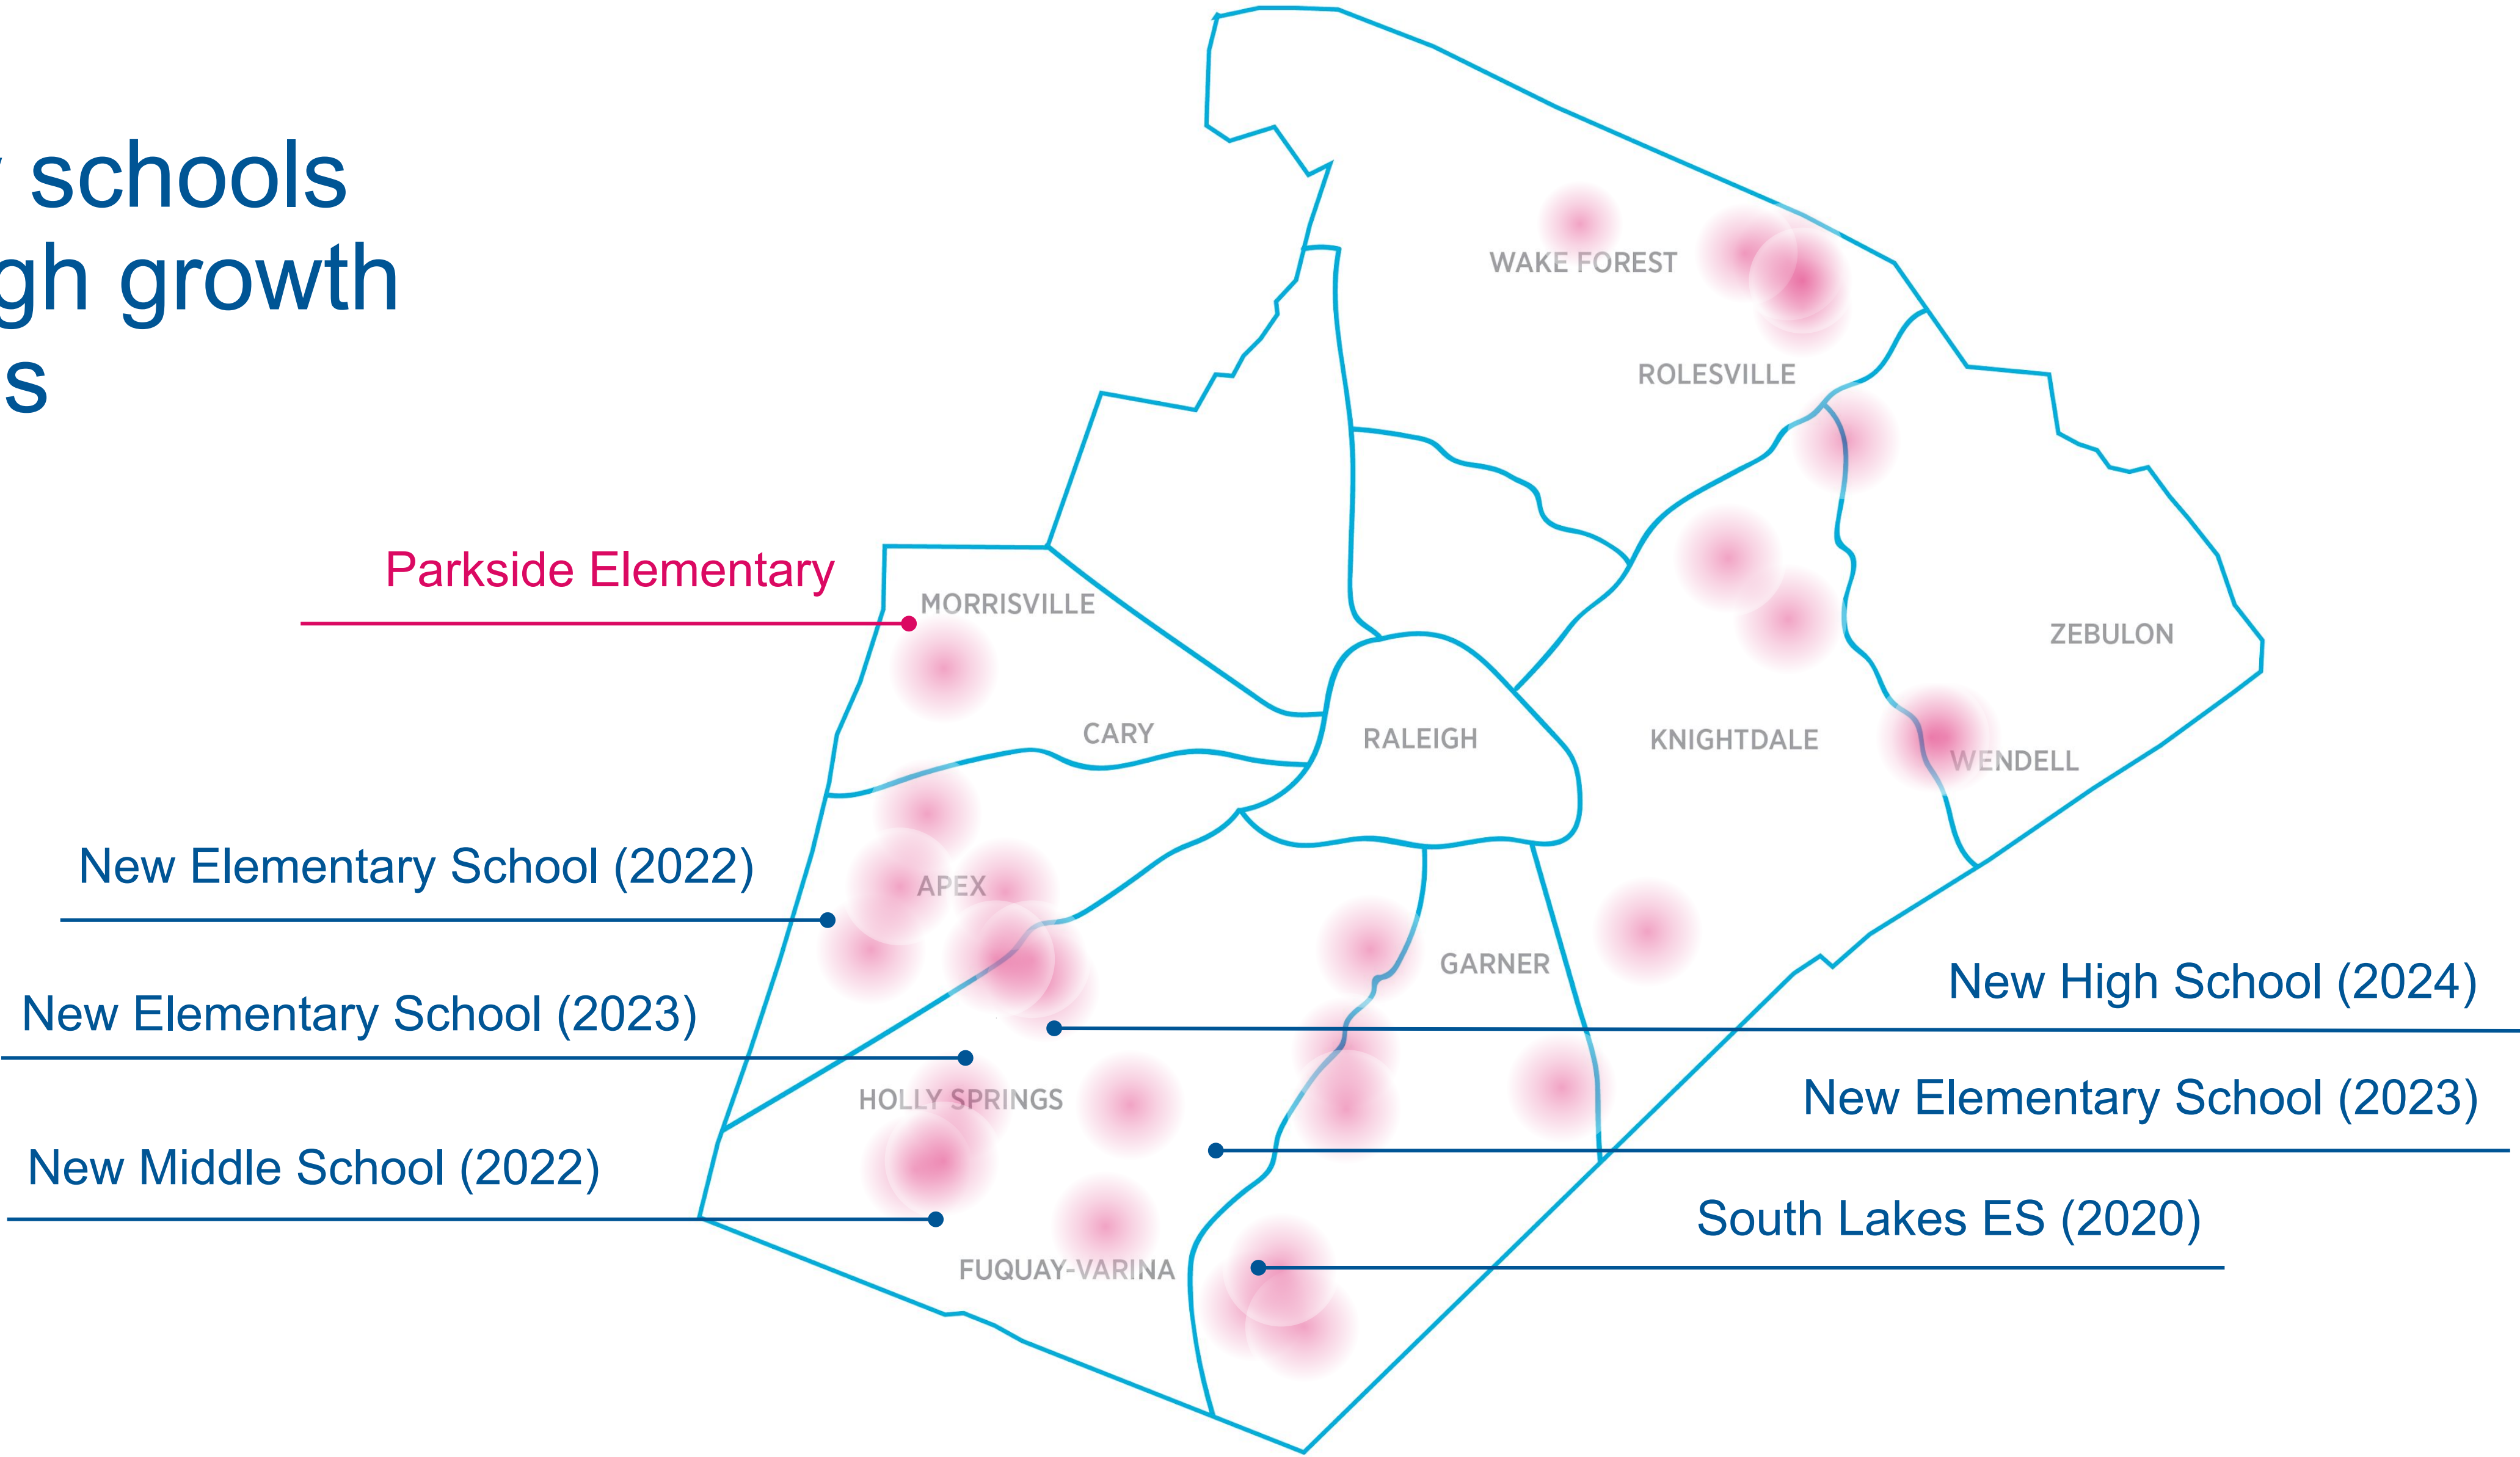 schools
growth
WAKE FOREST
ROLESVILLE
Parkside Elementary
MORRISVILLE
ZEBULON
CARY
RALEIGH
KNIGHTDALE
WENDELL
New Elementary School (2022)
APEX
GARNER
New High School (2024)
New Elementary School (2023)
HOLLY SPRINGS
New Elementary School (2023)
New Middle School (2022)
South Lakes ES (2020)
FUQUAY-VARINA